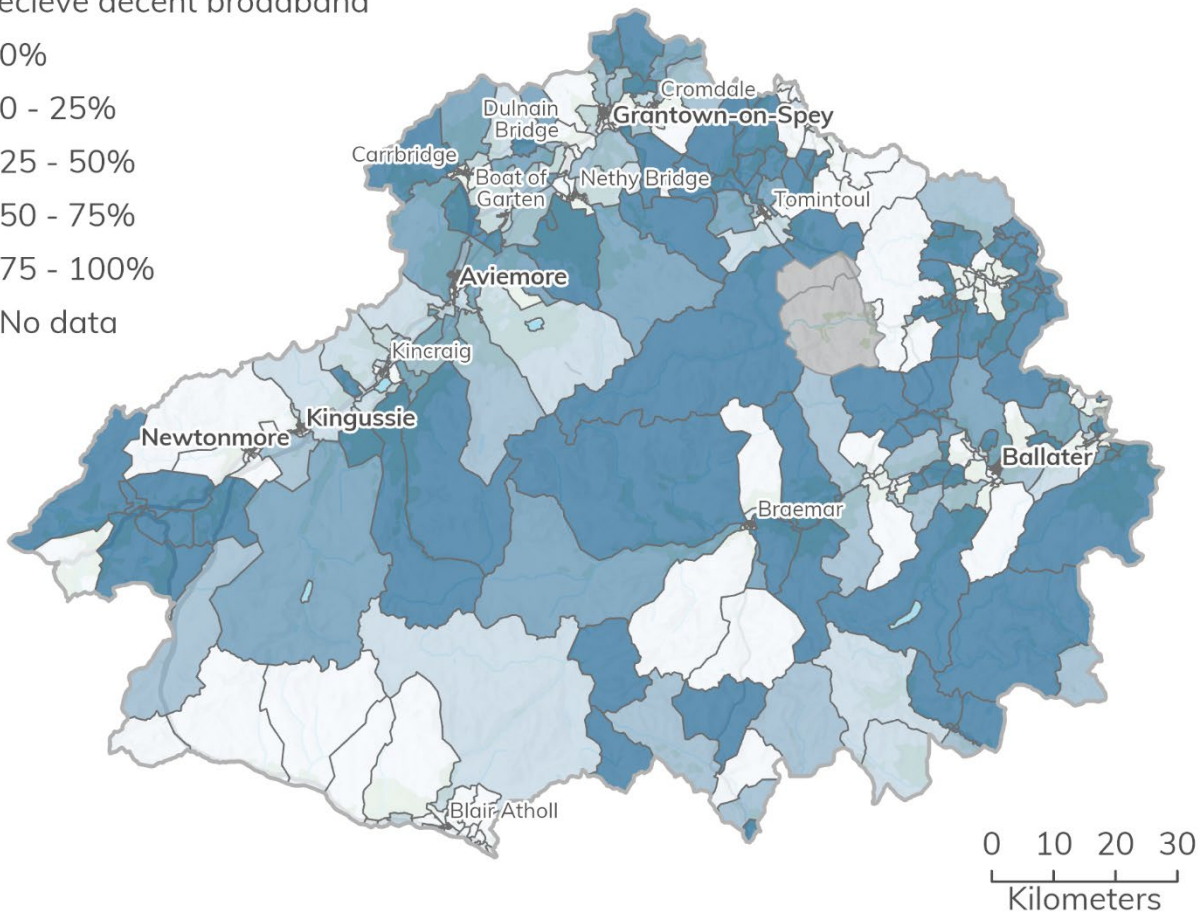 ecieve decent broadband
0%
0 - 25%
25 - 50%
50 - 75%
75 - 100%
No data
Cromdale
Dulnain
Bridge
Grantown-on-Spey
Carrbridge
Boat of
Garten
Nethy Bridge
Tomintoul
Aviemore
Kincraig
Kingussie
Newtonmore
Ballater
Braemar
Blair Atholl
0 10 20 30
Kilometers